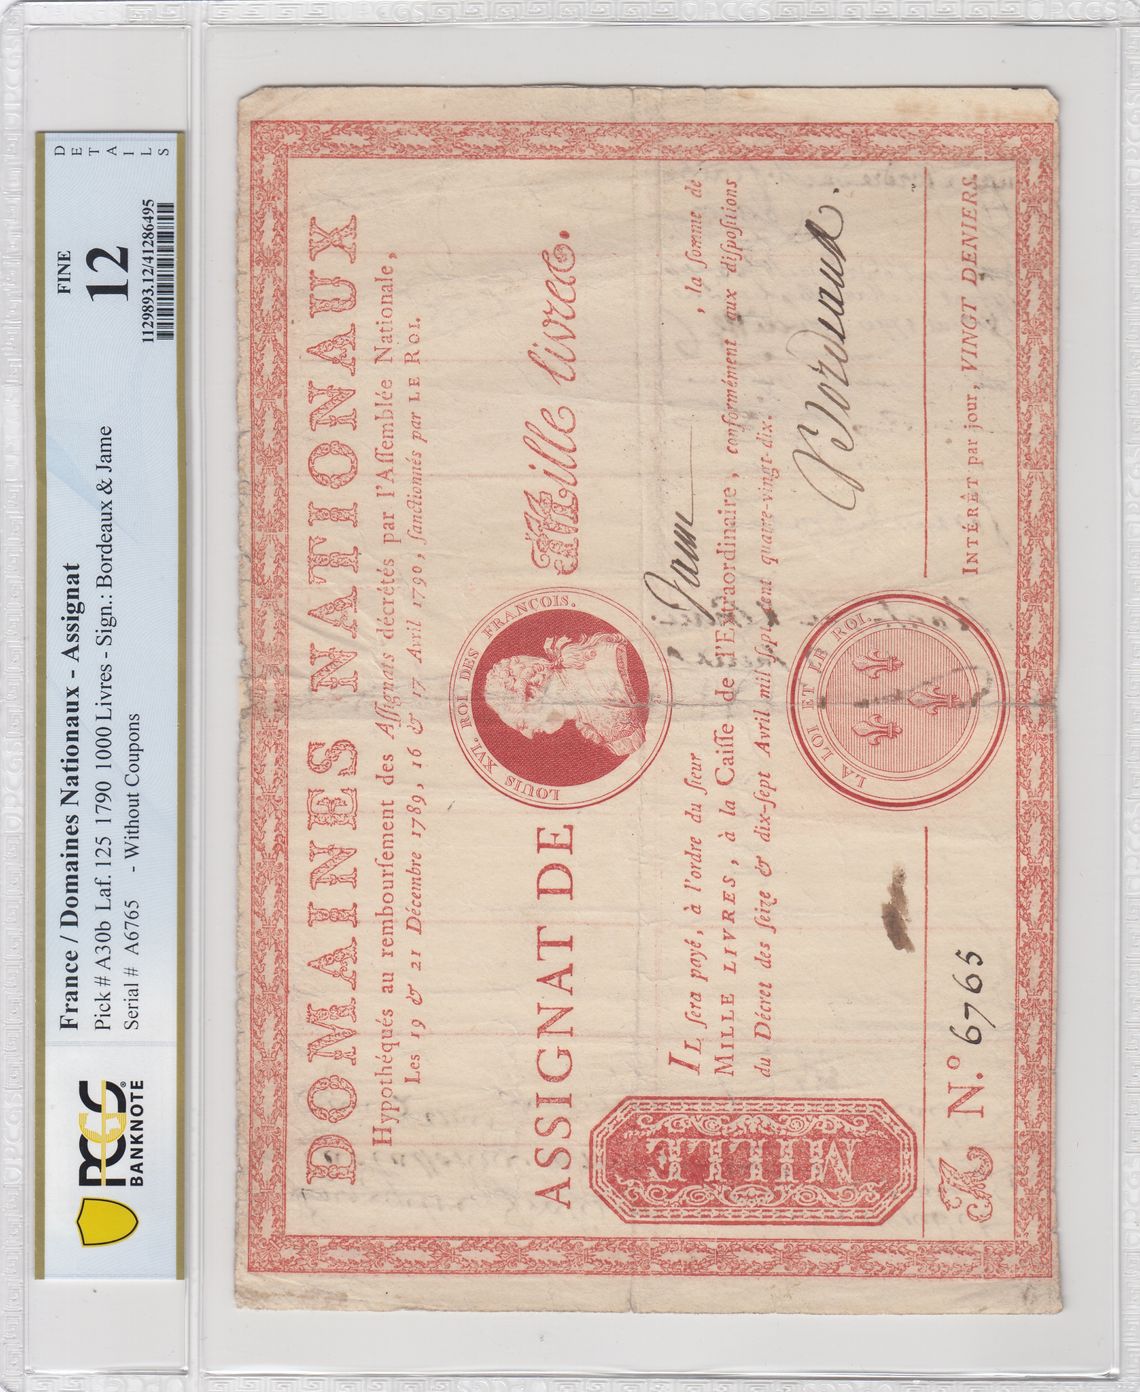 PCGS
BANKNOTE
France / Domaines Nationaux - Assignat
Pick # A30b Laf. 125 1790 1000 Livres - Sign.: Bordeaux & Jame
Serial # A6765 - Without Coupons
FINE
12
1129893.12/41286495
DETAILS
DOMAINES NATIONAUX
Hypothéqués au rembourſement des Aſſignats décrétés par l'Aſſemblée Nationale,
Les 19 & 21 Décembre 1789, 16 & 17 Avril 1790, ſanctionnés par LE ROI.
ASSIGNAT DE
LOUIS XVI. ROI DES FRANCOIS.
Mille livres.
IL ſera payé, à l'ordre du ſieur Jame , la ſomme de
MILLE LIVRES, à la Caiſſe de l'Extraordinaire, conformément aux diſpoſitions
du Décret des ſeize & dix-ſept Avril mil ſept cent quatre-vingt-dix.
MILLE
LA LOI ET LE ROI.
Bordeaux.
A N.º 6765
INTÉRÊT par jour, VINGT DENIERS.